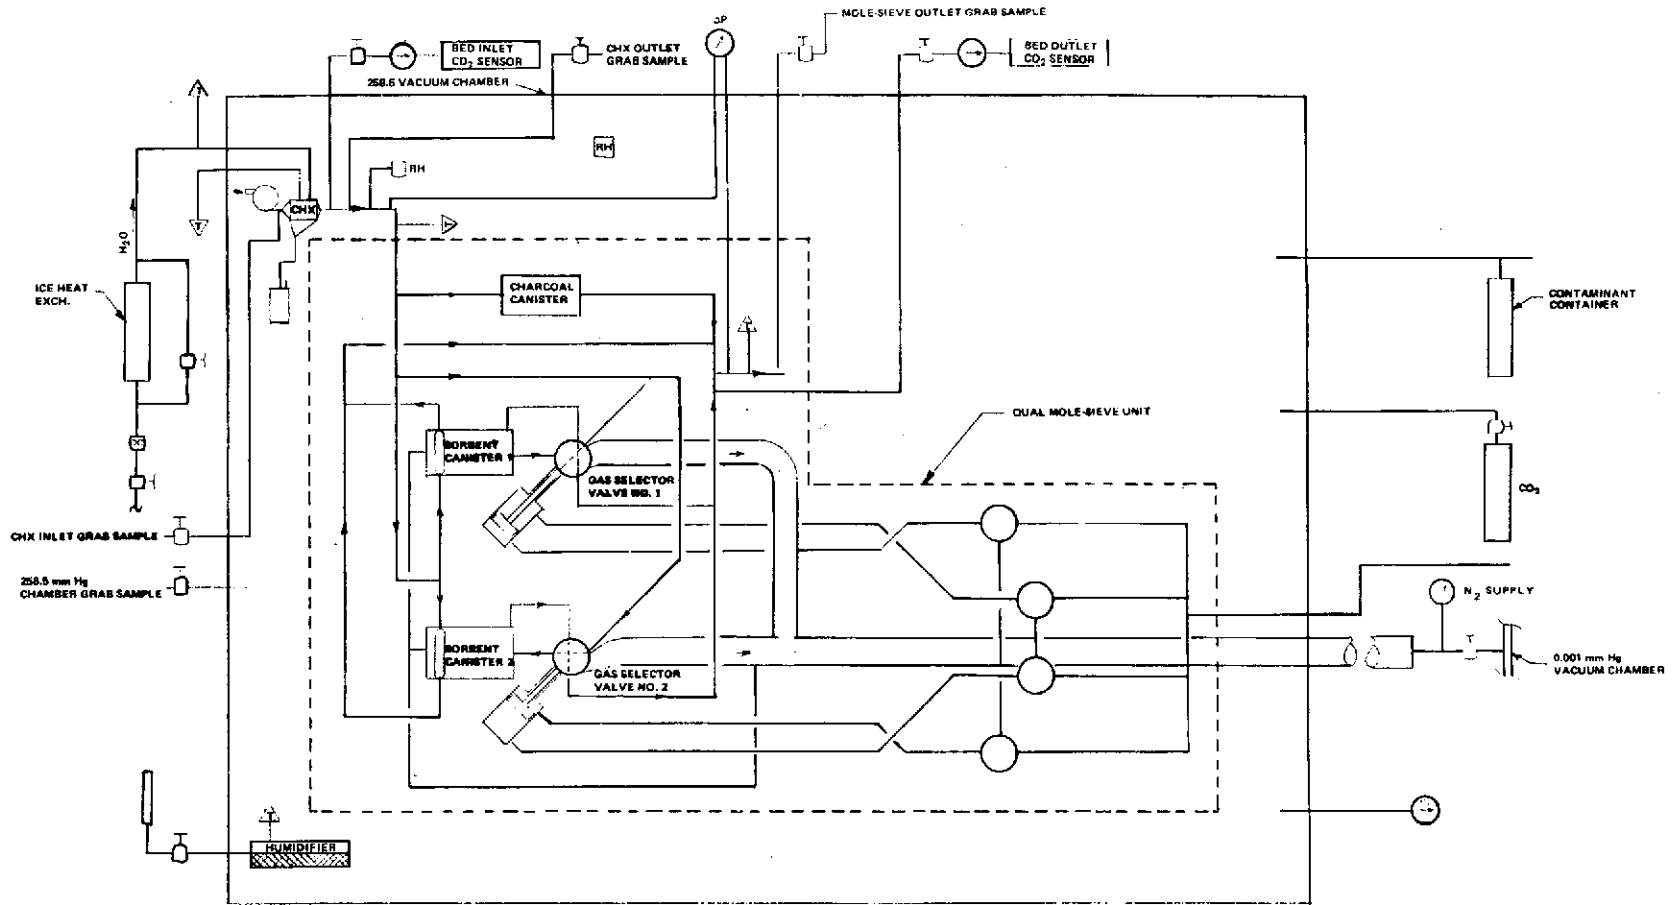 MOLE-SIEVE OUTLET GRAB SAMPLE
ΔP
BED INLET
CO₂ SENSOR
CHX OUTLET
GRAB SAMPLE
BED OUTLET
CO₂ SENSOR
258.5 VACUUM CHAMBER
RH
RH
T
T
CHX
T
H₂O
ICE HEAT
EXCH.
CHARCOAL
CANISTER
T
CONTAMINANT
CONTAINER
DUAL MOLE-SIEVE UNIT
SORBENT
CANISTER 1
GAS SELECTOR
VALVE NO. 1
CO₂
CHX INLET GRAB SAMPLE
258.5 mm Hg
CHAMBER GRAB SAMPLE
N₂ SUPPLY
SORBENT
CANISTER 2
GAS SELECTOR
VALVE NO. 2
0.001 mm Hg
VACUUM CHAMBER
T
HUMIDIFIER